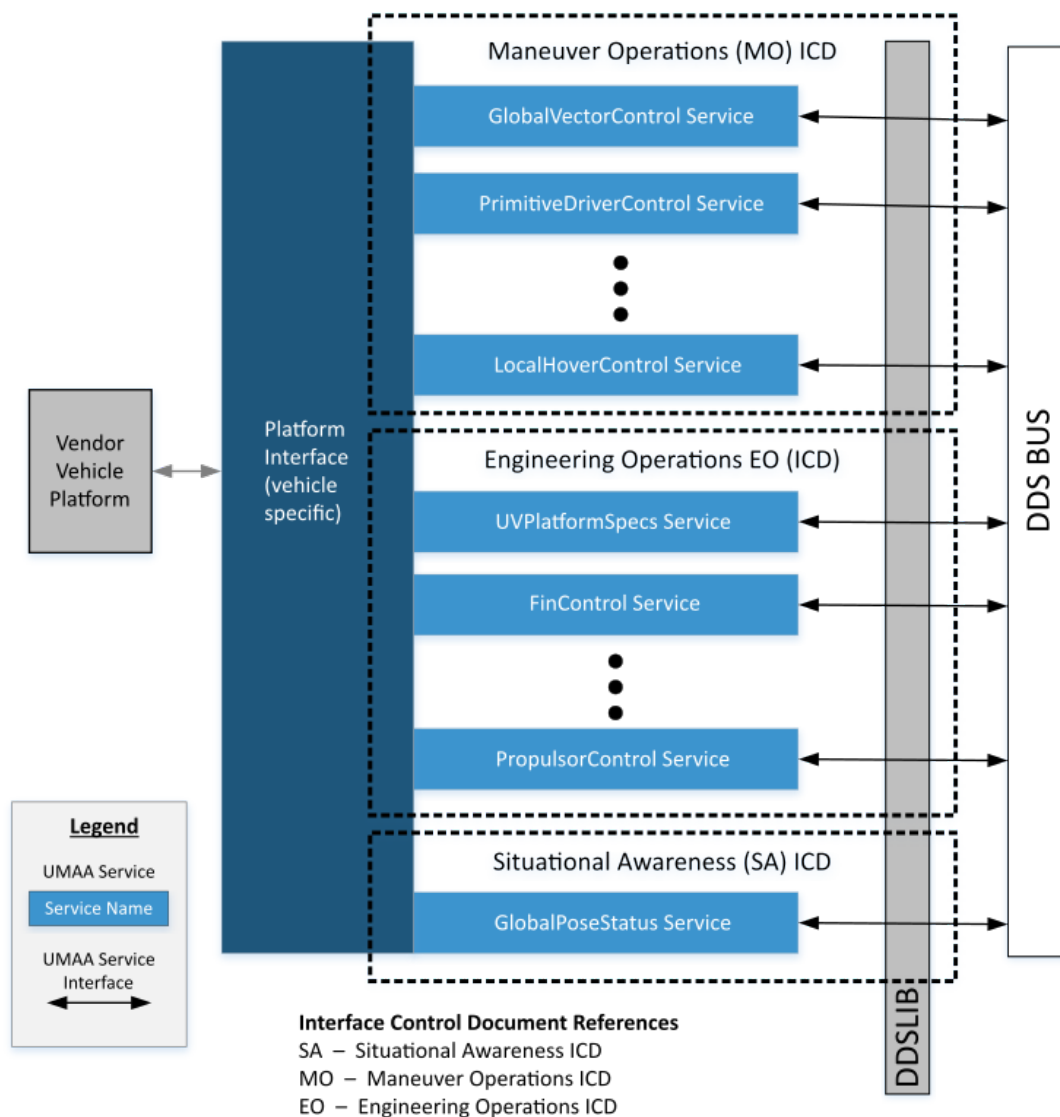 Maneuver Operations (MO) ICD
GlobalVectorControl Service
PrimitiveDriverControl Service
LocalHoverControl Service
Vendor
Vehicle
Platform
Platform
Interface
(vehicle
specific)
Engineering Operations EO (ICD)
UVPlatformSpecs Service
FinControl Service
PropulsorControl Service
Situational Awareness (SA) ICD
GlobalPoseStatus Service
DDSLIB
DDS BUS
Legend
UMAA Service
Service Name
UMAA Service
Interface
Interface Control Document References
SA – Situational Awareness ICD
MO – Maneuver Operations ICD
EO – Engineering Operations ICD